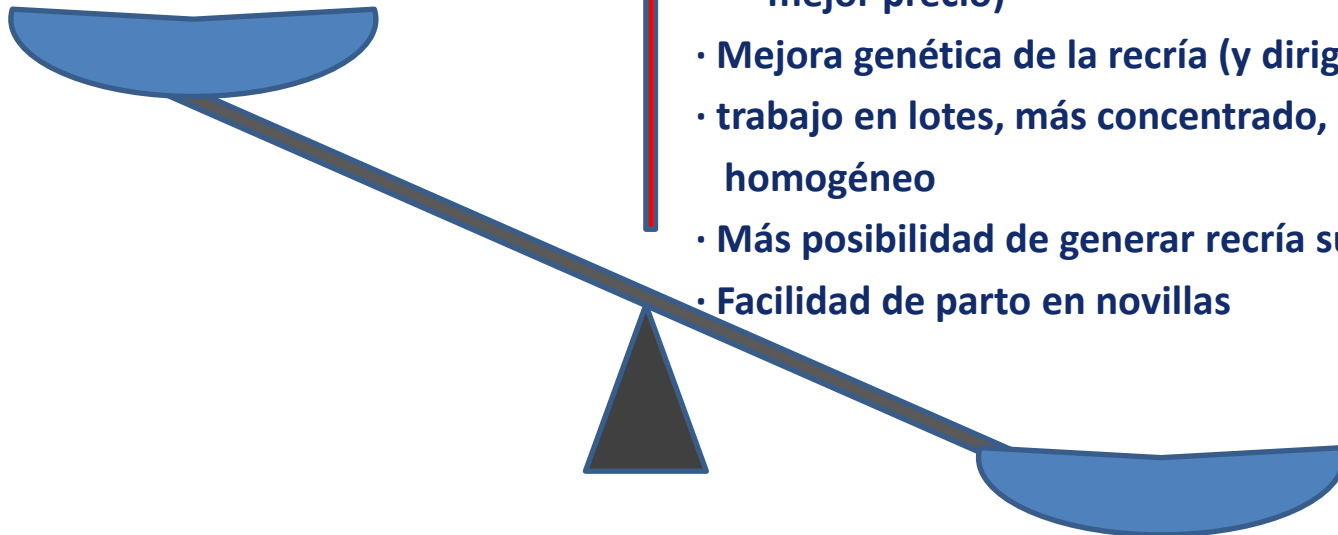 mejor precio)
· Mejora genética de la recría (y dirig
· trabajo en lotes, más concentrado,
homogéneo
· Más posibilidad de generar recría su
· Facilidad de parto en novillas